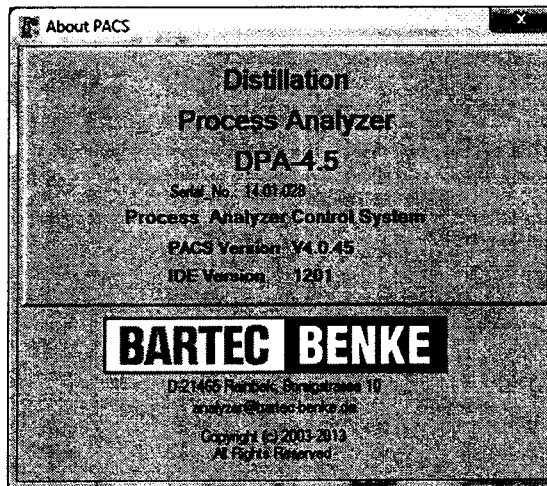 About PACS
x
Distillation
Process Analyzer
DPA-4.5
Serial_No.: 14.01.028
Process Analyzer Control System
PACS Version V4.0.45
IDE Version 1201
BARTEC BENKE
D-21465 Reinbek, Borsigstrasse 10
analyzer@bartec-benke.de
Copyright (c) 2003-2013
All Rights Reserved